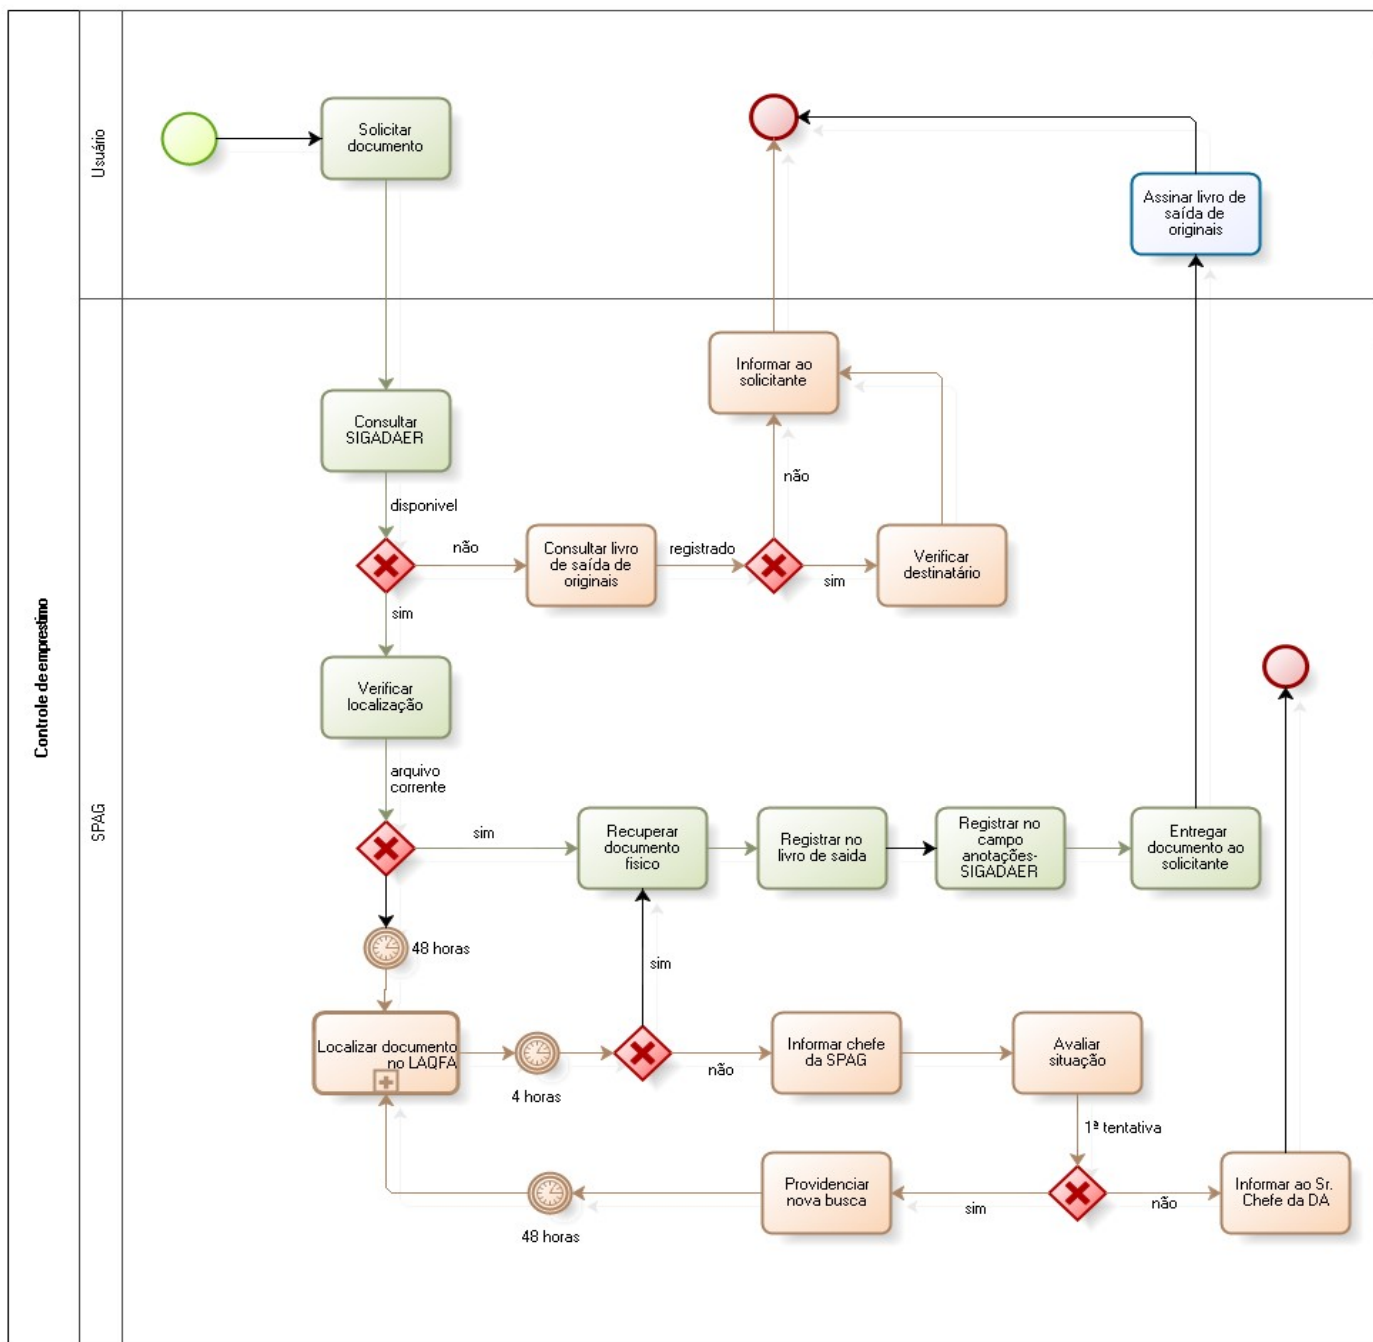 Controle de emprestimo
Usuário
SPAG
Solicitar
documento
Assinar livro de
saída de
originais
Informar ao
solicitante
Consultar
SIGADAER
disponivel
não
Consultar livro
de saída de
originais
registrado
não
sim
Verificar
destinatário
sim
Verificar
localização
arquivo
corrente
sim
Recuperar
documento
físico
Registrar no
livro de saida
Registrar no
campo
anotações-
SIGADAER
Entregar
documento ao
solicitante
48 horas
sim
Localizar documento
no LAQFA
4 horas
não
Informar chefe
da SPAG
Avaliar
situação
1ª tentativa
Providenciar
nova busca
48 horas
sim
não
Informar ao Sr.
Chefe da DA